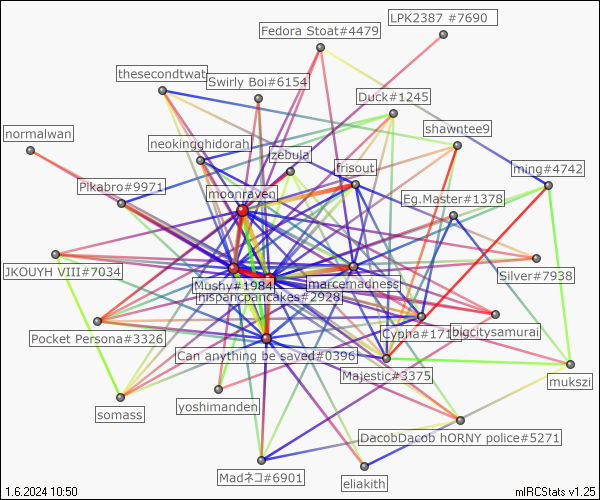 LPK2387 #7690
Fedora Stoat#4479
thesecondtwat
Swirly Boi#6154
Duck#1245
normalwan
neokingghidorah
shawntee9
zebula
frisout
ming#4742
Pikabro#9971
moonraven
Eg.Master#1378
JKOUYH VIII#7034
Mushy#1984
marcemadness
Silver#7938
hispancpancakes#2928
Pocket Persona#3326
Cypha#171
bigcitysamurai
Can anything be saved#0396
Majestic#3375
mukszi
somass
yoshimanden
DacobDacob hORNY police#5271
Madネコ#6901
eliakith
1.6.2024 10:50
mIRCStats v1.25